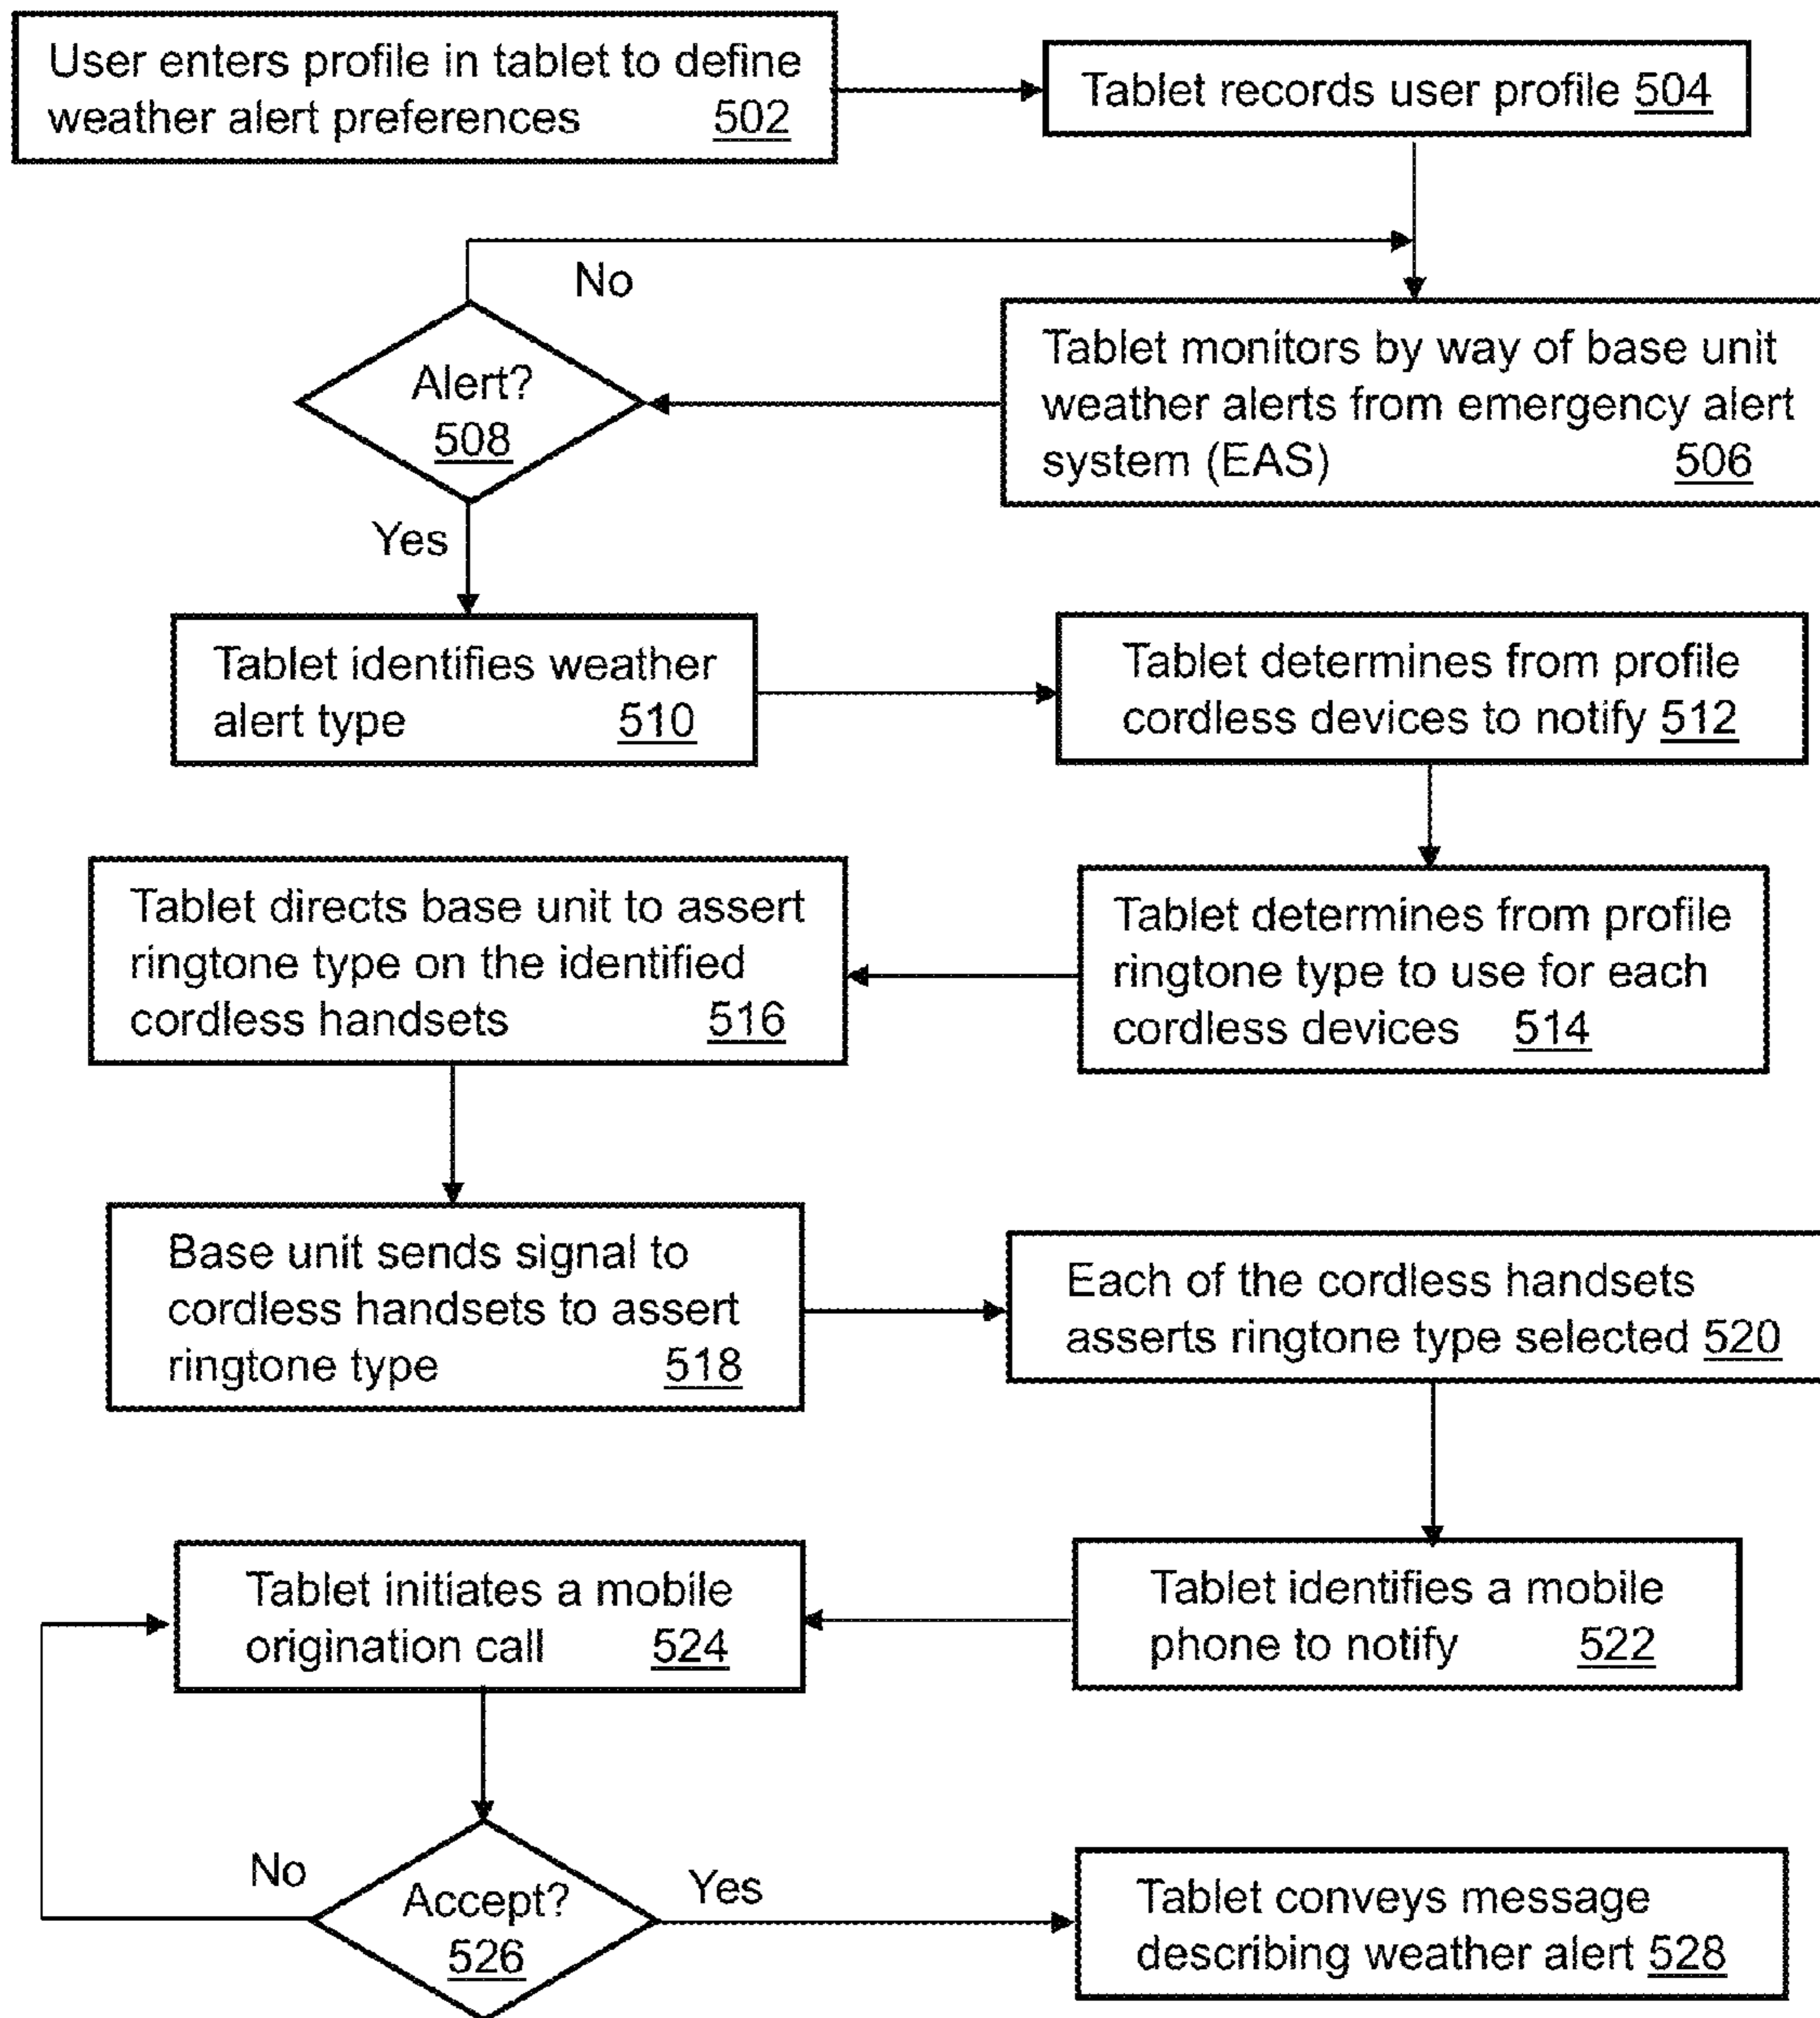 User enters profile in tablet to define
weather alert preferences 502
Tablet records user profile 504
No
Alert?
508
Tablet monitors by way of base unit
weather alerts from emergency alert
system (EAS) 506
Yes
Tablet identifies weather
alert type 510
Tablet determines from profile
cordless devices to notify 512
Tablet directs base unit to assert
ringtone type on the identified
cordless handsets 516
Tablet determines from profile
ringtone type to use for each
cordless devices 514
Base unit sends signal to
cordless handsets to assert
ringtone type 518
Each of the cordless handsets
asserts ringtone type selected 520
Tablet initiates a mobile
origination call 524
Tablet identifies a mobile
phone to notify 522
No
Accept?
526
Yes
Tablet conveys message
describing weather alert 528